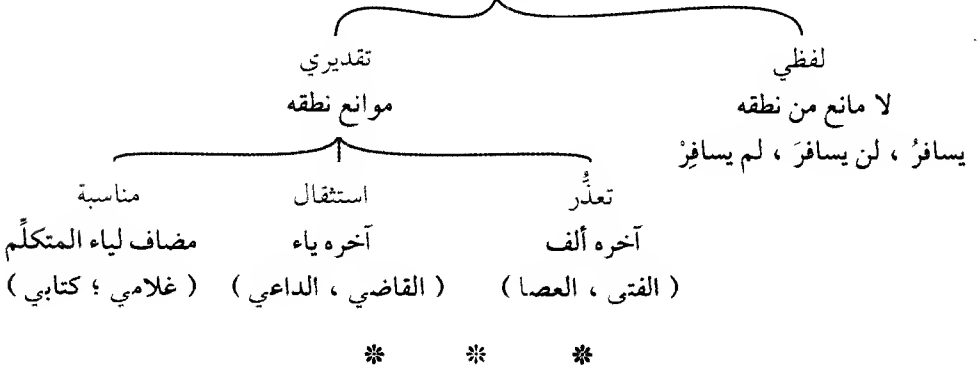 لفظي تقديري
لا مانع من نطقه موانع نطقه
يسافرُ ، لن يسافرَ ، لم يسافِرْ
تعذُّر استثقال مناسبة
آخره ألف آخره ياء مضاف لياء المتكلِّم
( الفتى ، العصا ) ( القاضي ، الداعي ) ( غلامي ؛ كتابي )